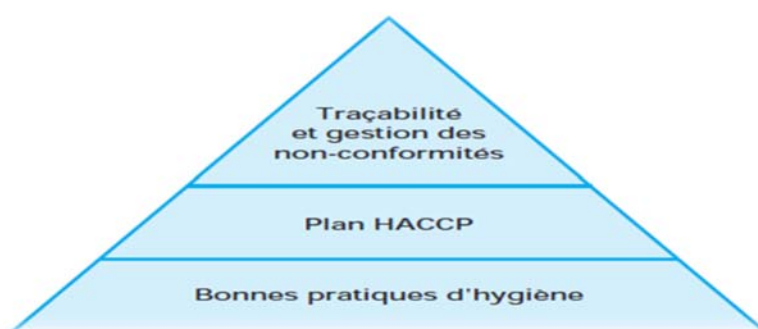 Traçabilité
et gestion des
non-conformités
Plan HACCP
Bonnes pratiques d'hygiène